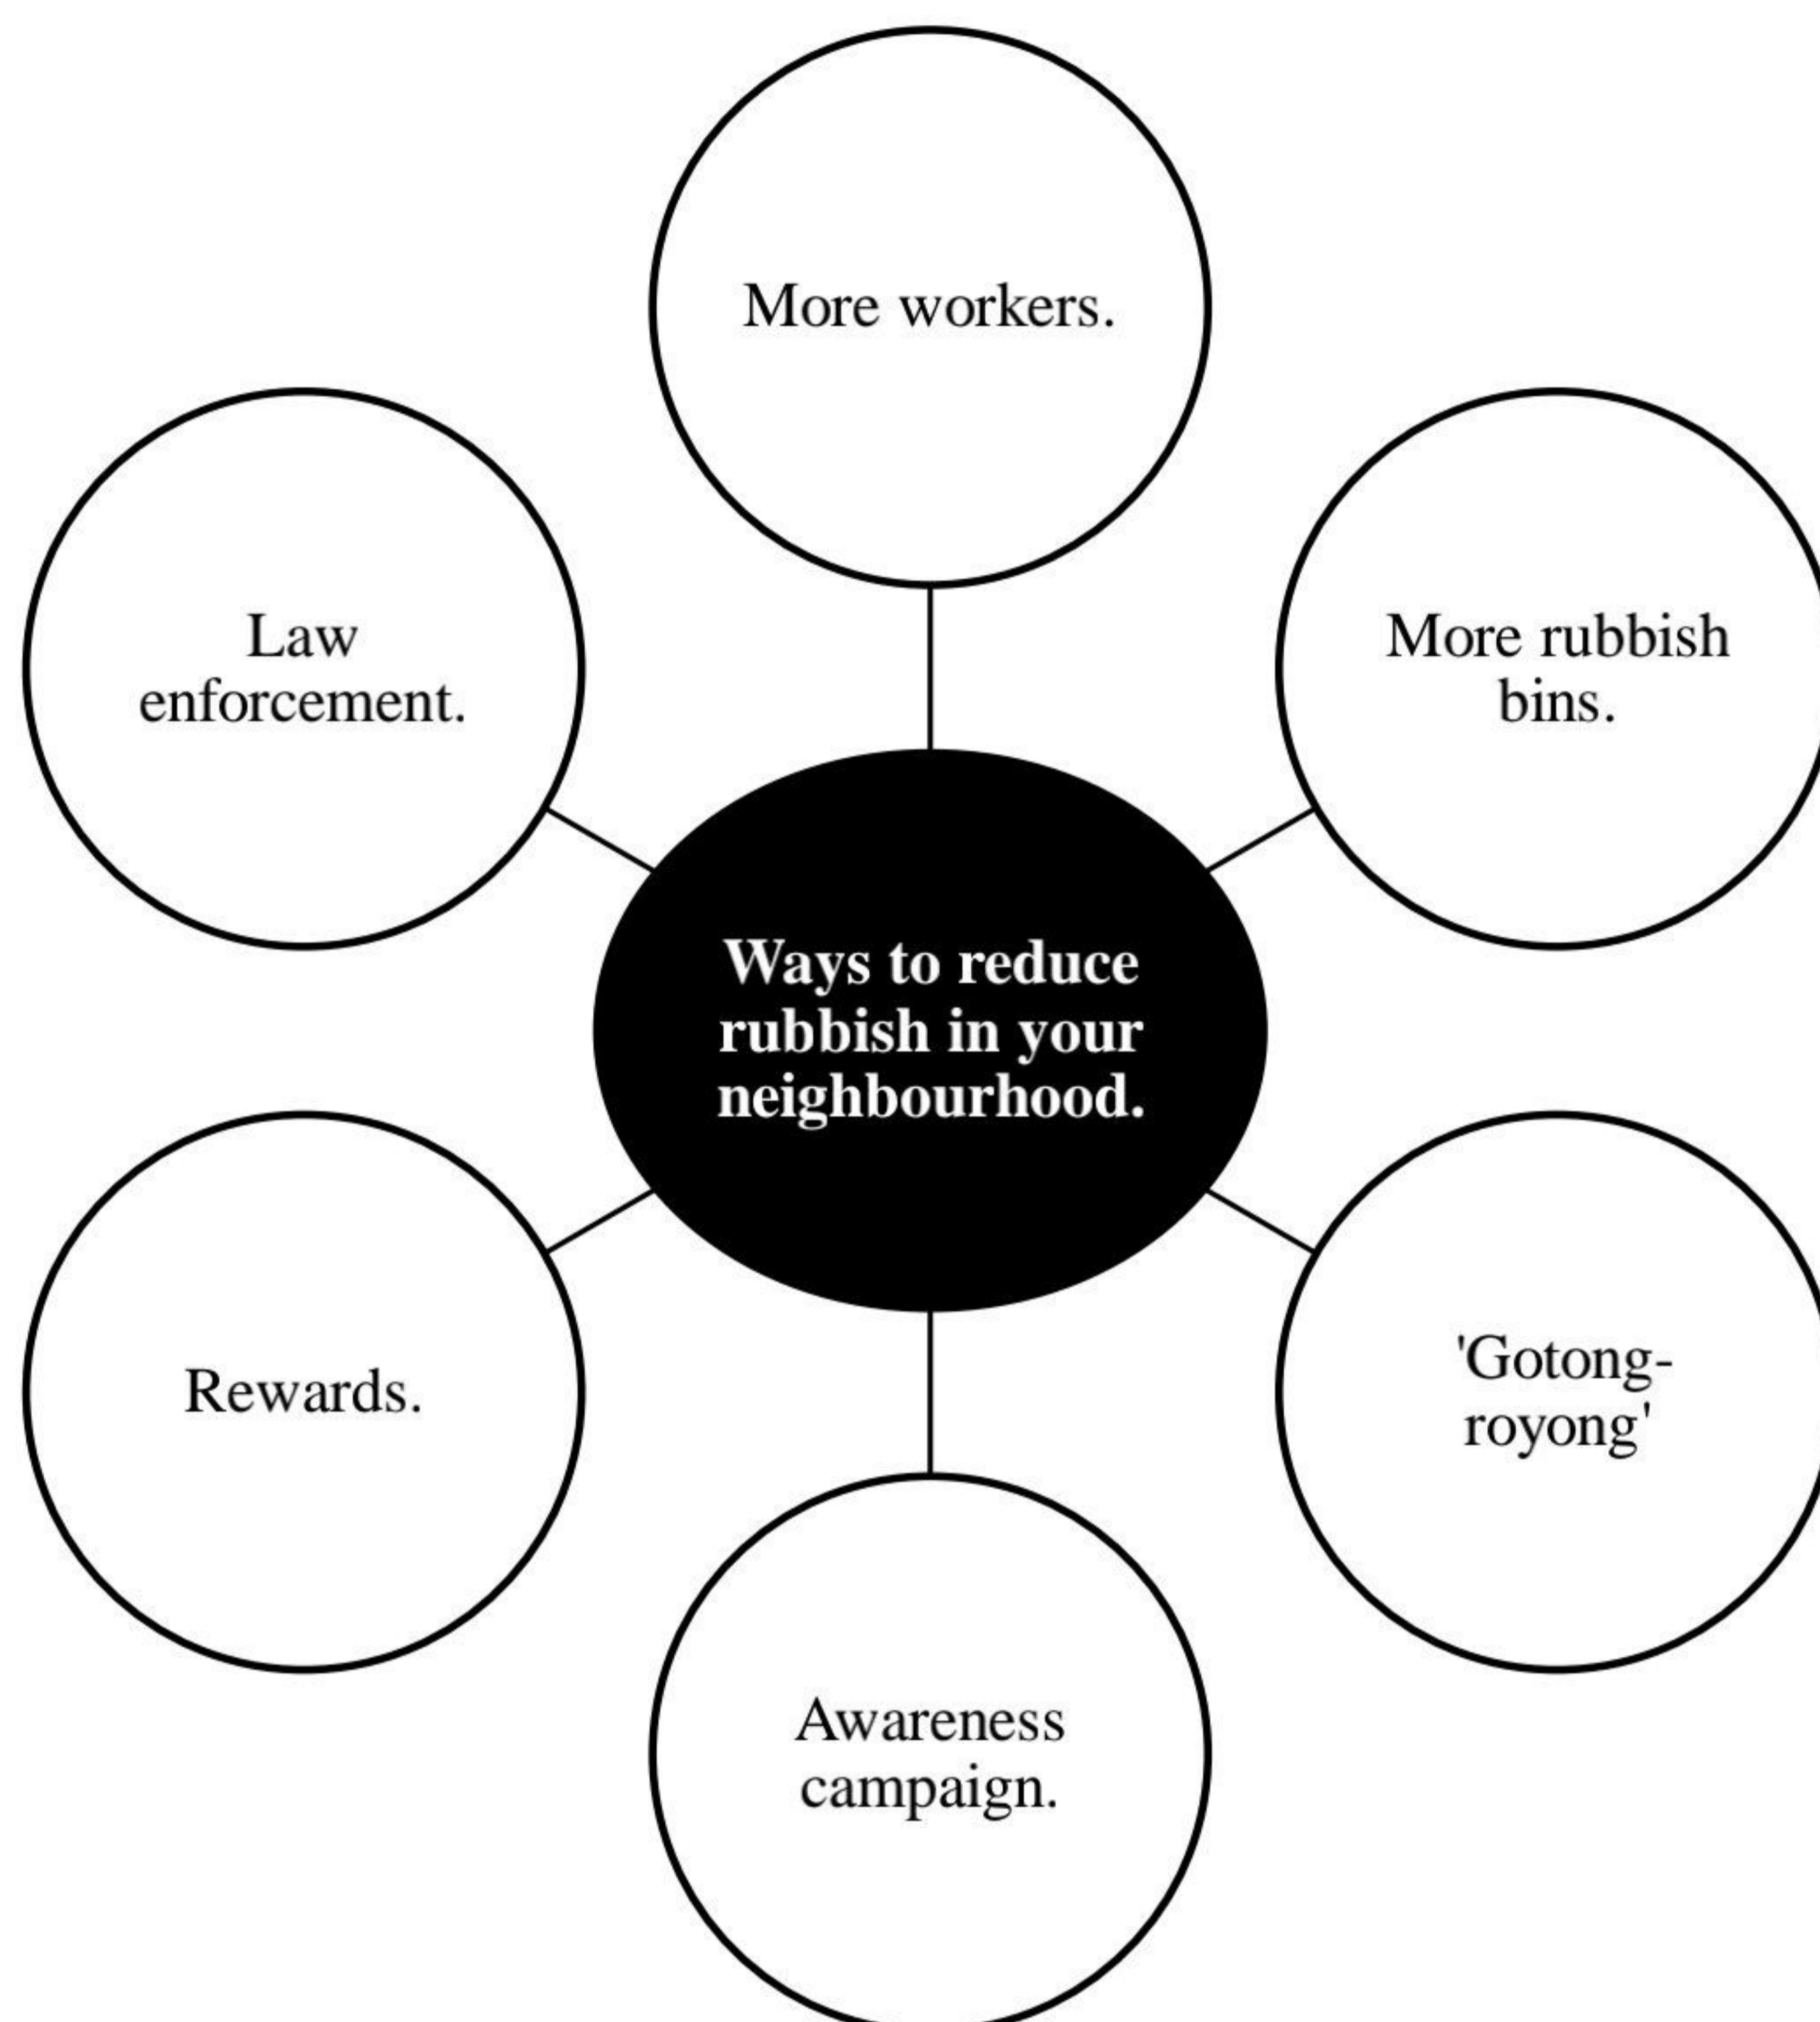 More workers.
Law
enforcement.
More rubbish
bins.
Ways to reduce
rubbish in your
neighbourhood.
Rewards.
'Gotong-
royong'
Awareness
campaign.